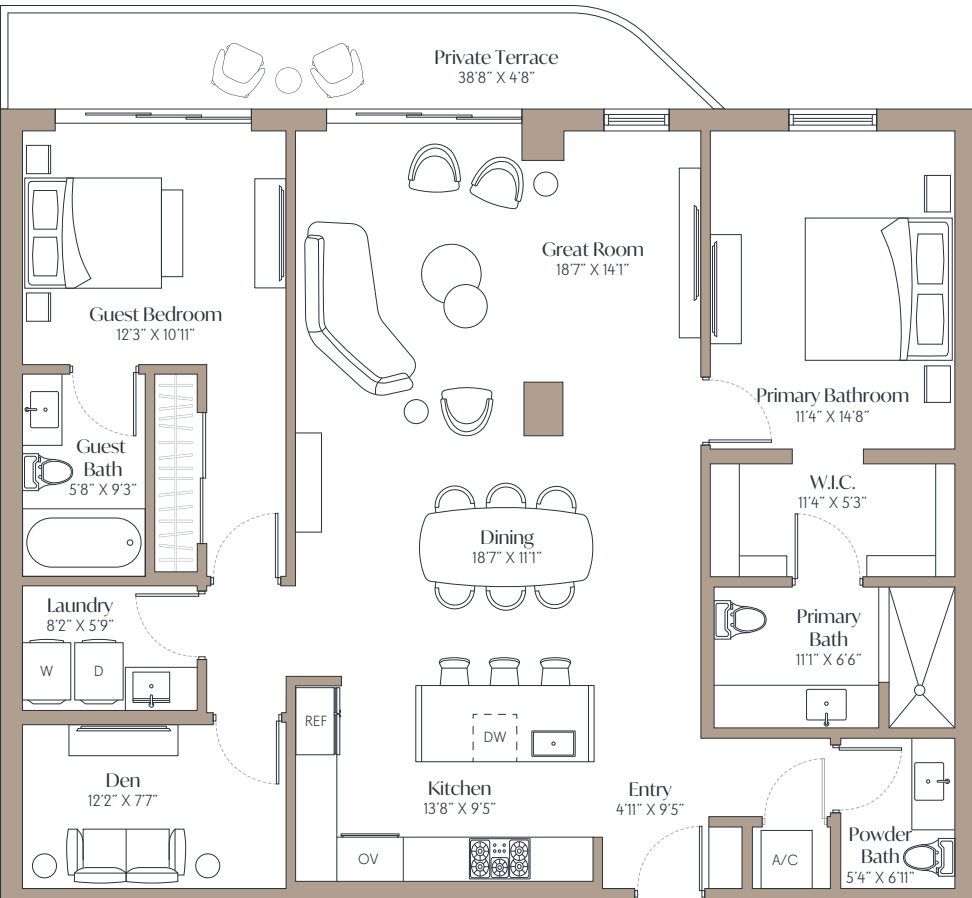 Private Terrace
38’8” X 4’8”
Great Room
18’7” X 14’1”
Guest Bedroom
12’3” X 10’11”
Primary Bathroom
11’4” X 14’8”
Guest
Bath
5’8” X 9’3”
W.I.C.
11’4” X 5’3”
Dining
18’7” X 11’1”
Laundry
8’2” X 5’9”
W
D
Primary
Bath
11’1” X 6’6”
REF
DW
Den
12’2” X 7’7”
Kitchen
13’8” X 9’5”
Entry
4’11” X 9’5”
OV
A/C
Powder
Bath
5’4” X 6’11”